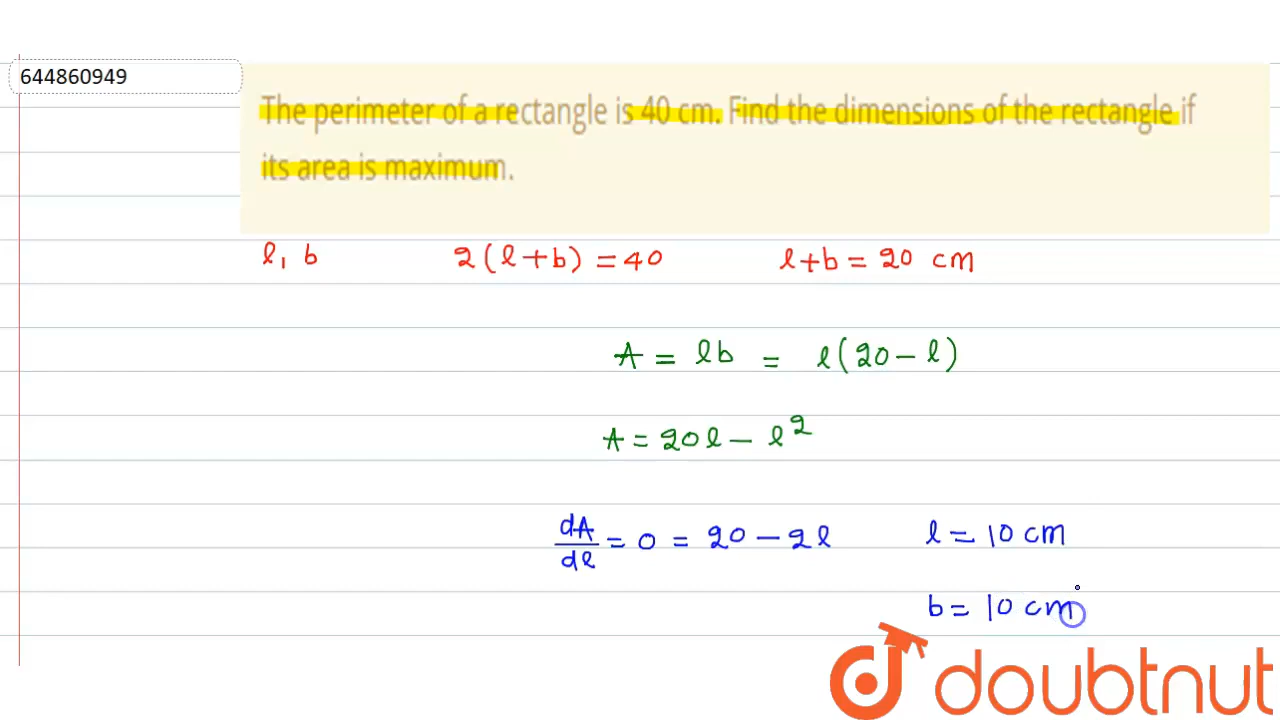 644860949
The perimeter of a rectangle is 40 cm. Find the dimensions of the rectangle if
its area is maximum.
l, b 2(l+b) = 40 l+b = 20 cm
A = lb = l(20-l)
A = 20l - l²
dA/dl = 0 = 20 - 2l l = 10 cm
b = 10 cm
doubtnut